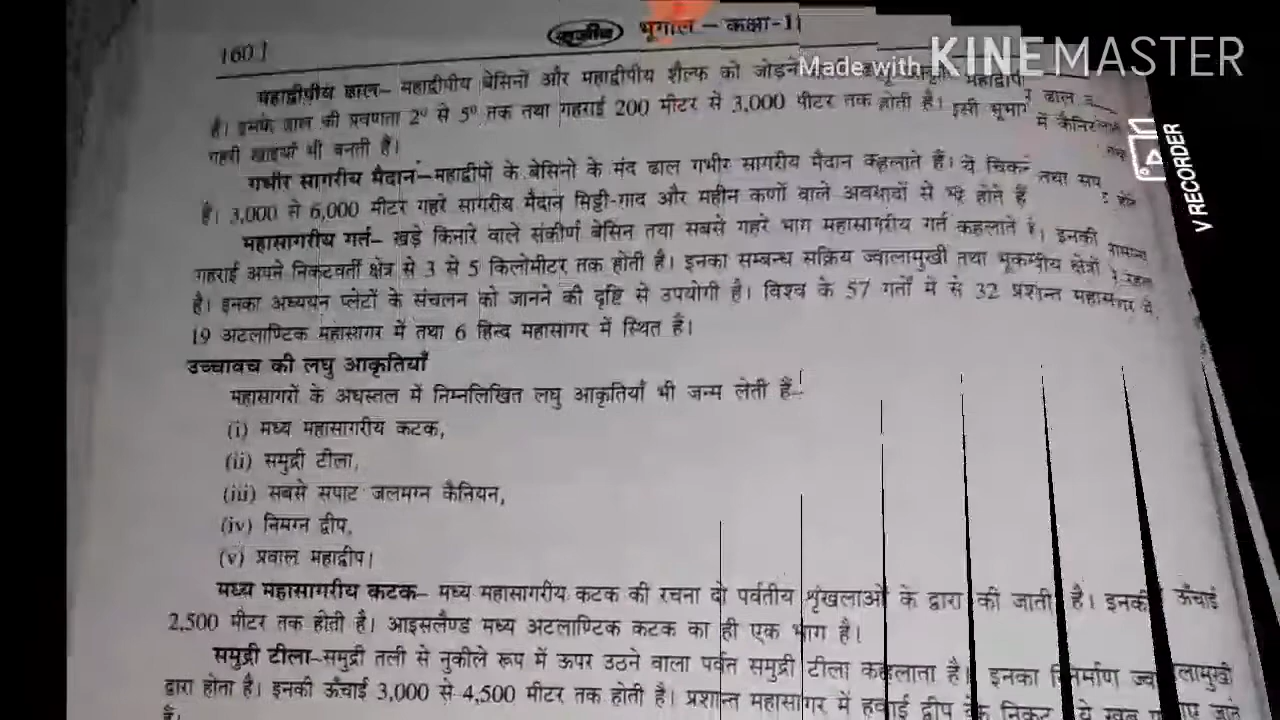 संजीव भूगोल – कक्षा-11
160]
Made with KINEMASTER
V RECORDER
महाद्वीपीय ढाल– महाद्वीपीय बेसिनों और महाद्वीपीय शैल्फ को जोड़ने महाद्वीपी
है। इसके ढाल की प्रवणता 2° से 5° तक तथा गहराई 200 मीटर से 3,000 मीटर तक होती है। इसी भूभाग में
गहरी खाइयाँ भी बनती हैं।
गभीर सागरीय मैदान–महाद्वीपों के बेसिनों के मंद ढाल गभीर सागरीय मैदान कहलाते हैं। ये चिकने तथा
हैं। 3,000 से 6,000 मीटर गहरे सागरीय मैदान मिट्टी-गाद और महीन कणों वाले अवसादों से भरे होते हैं
महासागरीय गर्त– खड़े किनारे वाले संकीर्ण बेसिन तथा सबसे गहरे भाग महासागरीय गर्त कहलाते हैं। इनकी
गहराई अपने निकटवर्ती क्षेत्र से 3 से 5 किलोमीटर तक होती है। इनका सम्बन्ध सक्रिय ज्वालामुखी तथा भूकम्पीय क्षेत्रों
है। इनका अध्ययन प्लेटों के संचलन को जानने की दृष्टि से उपयोगी है। विश्व के 57 गर्तों में से 32 प्रशान्त महासागर में,
19 अटलाण्टिक महासागर में तथा 6 हिन्द महासागर में स्थित है।
उच्चावच की लघु आकृतियाँ
महासागरों के अधस्तल में निम्नलिखित लघु आकृतियाँ भी जन्म लेती हैं–
(i) मध्य महासागरीय कटक,
(ii) समुद्री टीला,
(iii) सबसे सपाट जलमग्न कैनियन,
(iv) निमग्न द्वीप,
(v) प्रवाल महाद्वीप।
मध्य महासागरीय कटक– मध्य महासागरीय कटक की रचना दो पर्वतीय शृंखलाओं के द्वारा की जाती है। इनकी ऊँचाई
2,500 मीटर तक होती है। आइसलैण्ड मध्य अटलाण्टिक कटक का ही एक भाग है।
समुद्री टीला–समुद्री तली से नुकीले रूप में ऊपर उठने वाला पर्वत समुद्री टीला कहलाता है। इनका निर्माण ज्वालामुखी
द्वारा होता है। इनकी ऊँचाई 3,000 से 4,500 मीटर तक होती है। प्रशान्त महासागर में हवाई द्वीप के निकट ये
हैं।